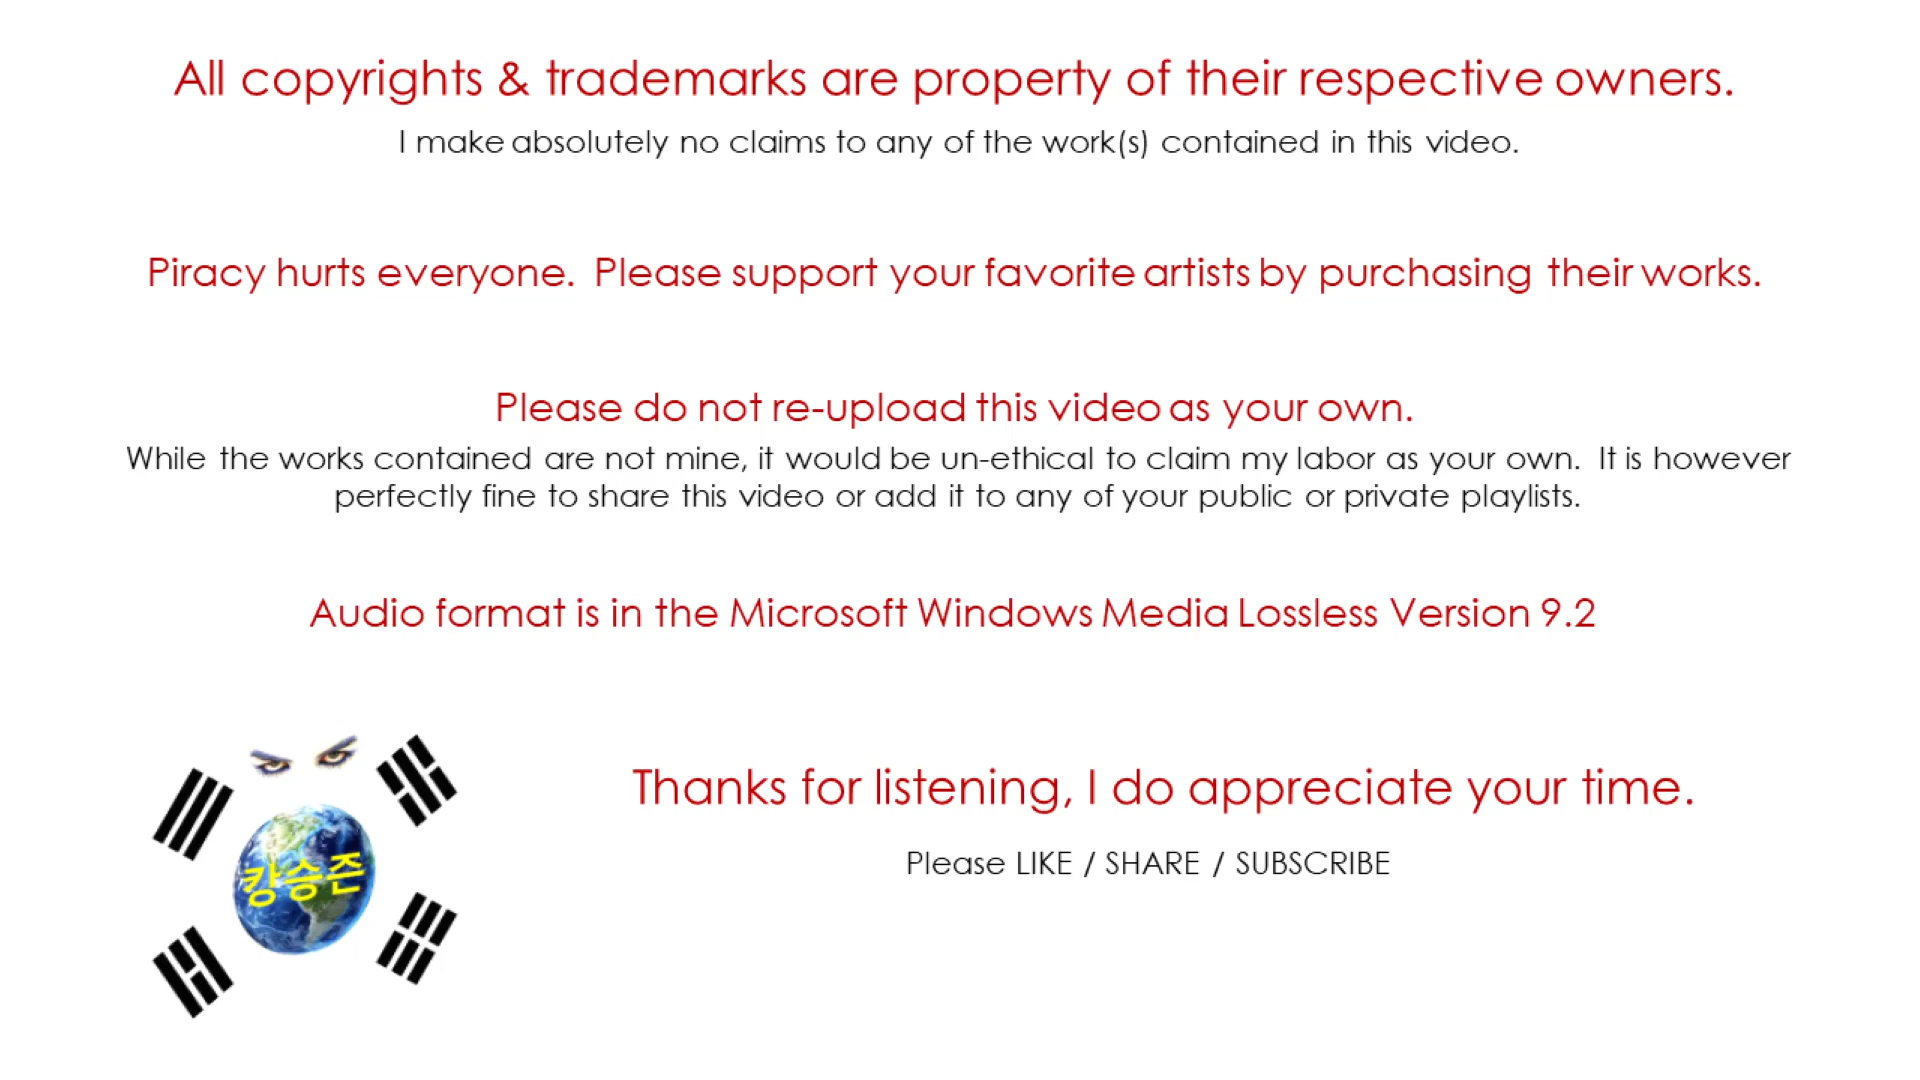 All copyrights & trademarks are property of their respective owners.
I make absolutely no claims to any of the work(s) contained in this video.
Piracy hurts everyone. Please support your favorite artists by purchasing their works.
Please do not re-upload this video as your own.
While the works contained are not mine, it would be un-ethical to claim my labor as your own. It is however
perfectly fine to share this video or add it to any of your public or private playlists.
Audio format is in the Microsoft Windows Media Lossless Version 9.2
Thanks for listening, I do appreciate your time.
Please LIKE / SHARE / SUBSCRIBE
캉승즌